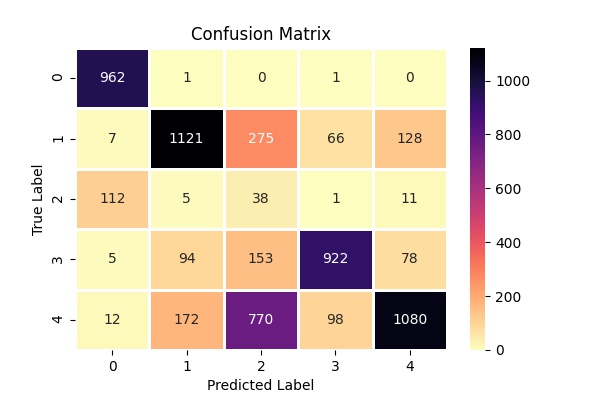 Confusion Matrix
True Label
0 962 1 0 1 0
1 7 1121 275 66 128
2 112 5 38 1 11
3 5 94 153 922 78
4 12 172 770 98 1080
0 1 2 3 4
Predicted Label
1000
800
600
400
200
0